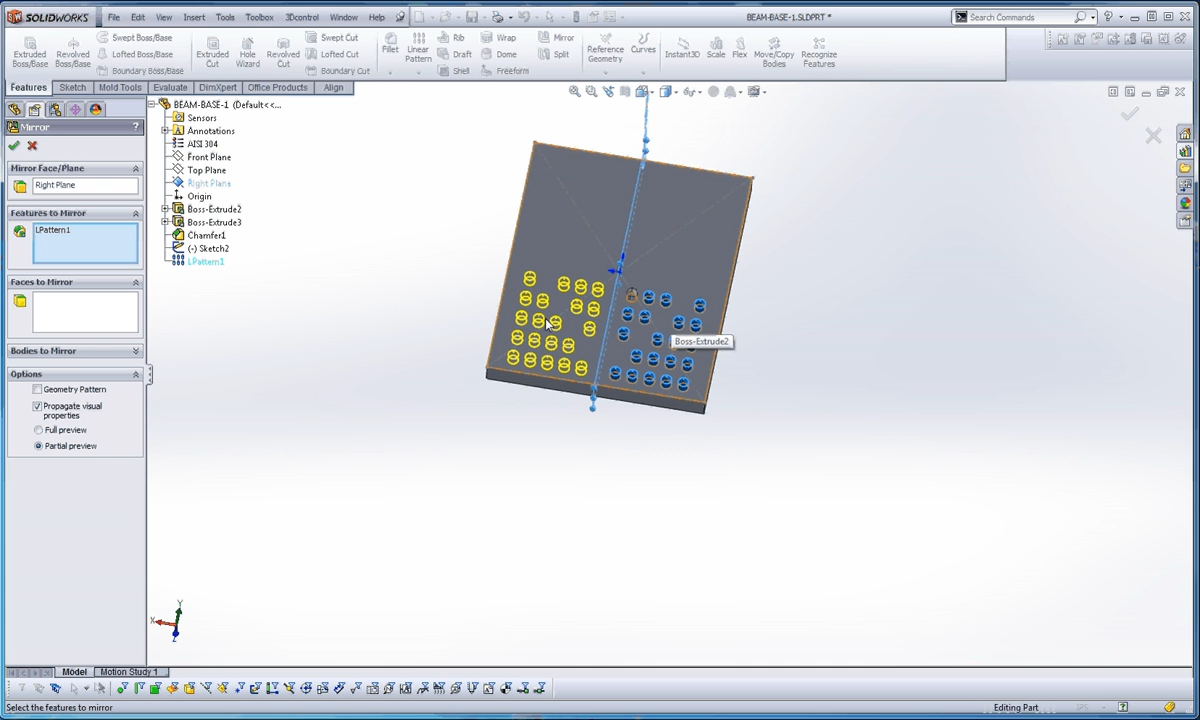 SOLIDWORKS File Edit View Insert Tools Toolbox 3Dcontrol Window Help BEAM-BASE-1.SLDPRT * Search Commands
Extruded Boss/Base
Revolved Boss/Base
Swept Boss/Base
Lofted Boss/Base
Boundary Boss/Base
Extruded Cut
Hole Wizard
Revolved Cut
Swept Cut
Lofted Cut
Boundary Cut
Fillet
Linear Pattern
Rib
Draft
Shell
Wrap
Dome
Freeform
Mirror
Split
Reference Geometry
Curves
Instant3D
Scale
Flex
Move/Copy Bodies
Recognize Features
Features Sketch Mold Tools Evaluate DimXpert Office Products Align
Mirror ?
Mirror Face/Plane
Right Plane
Features to Mirror
LPattern1
Faces to Mirror
Bodies to Mirror
Options
Geometry Pattern
Propagate visual
properties
Full preview
Partial preview
BEAM-BASE-1 (Default<<...
Sensors
Annotations
AISI 304
Front Plane
Top Plane
Right Plane
Origin
Boss-Extrude2
Boss-Extrude3
Chamfer1
(-) Sketch2
LPattern1
Boss-Extrude2
Y
X
Z
Model Motion Study 1
Select the features to mirror Editing Part